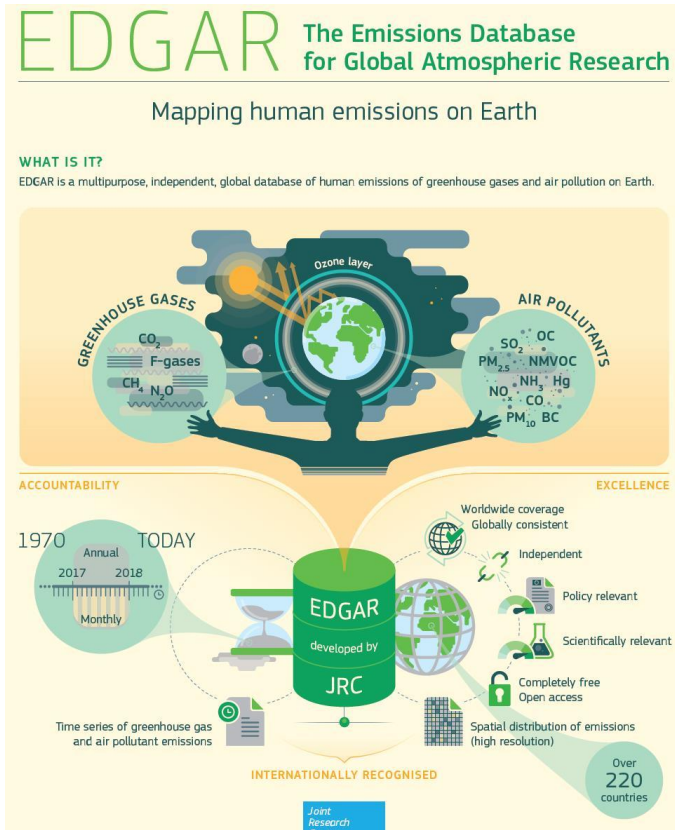 EDGAR
The Emissions Database
for Global Atmospheric Research
Mapping human emissions on Earth
WHAT IS IT?
EDGAR is a multipurpose, independent, global database of human emissions of greenhouse gases and air pollution on Earth.
Ozone layer
GREENHOUSE GASES
CO₂
F-gases
CH₄ N₂O
AIR POLLUTANTS
SO₂ OC
PM₂.₅ NMVOC
NOₓ NH₃ Hg
CO
PM₁₀ BC
ACCOUNTABILITY
EXCELLENCE
1970 TODAY
Annual
2017 2018
Monthly
Time series of greenhouse gas
and air pollutant emissions
EDGAR
developed by
JRC
Worldwide coverage
Globally consistent
Independent
Policy relevant
Scientifically relevant
Completely free
Open access
Spatial distribution of emissions
(high resolution)
Over
220
countries
INTERNATIONALLY RECOGNISED
Joint
Research